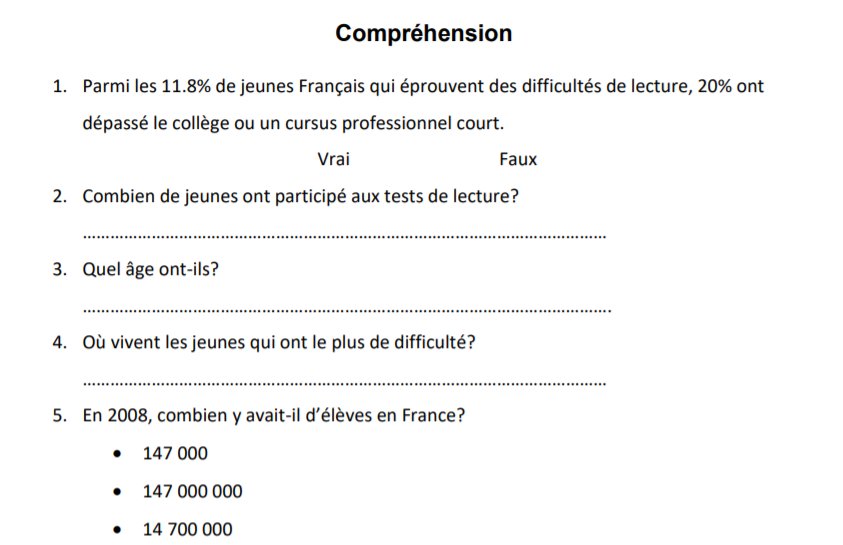 Compréhension
1. Parmi les 11.8% de jeunes Français qui éprouvent des difficultés de lecture, 20% ont
dépassé le collège ou un cursus professionnel court.
Vrai Faux
2. Combien de jeunes ont participé aux tests de lecture?
……………………………………………………………………………………………………
3. Quel âge ont-ils?
…………………………………………………………………………………………………….
4. Où vivent les jeunes qui ont le plus de difficulté?
……………………………………………………………………………………………………
5. En 2008, combien y avait-il d’élèves en France?
• 147 000
• 147 000 000
• 14 700 000